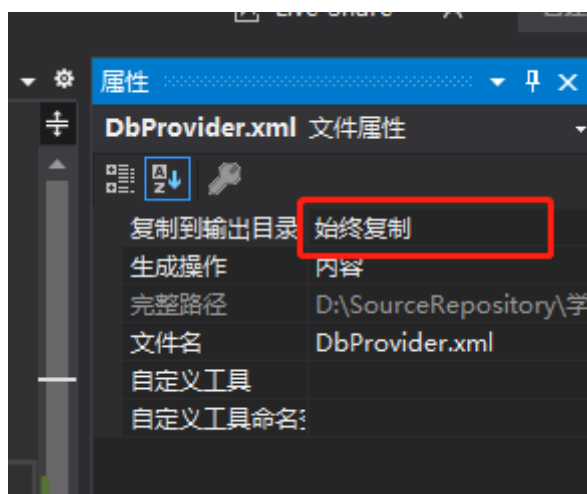 Live Share
属性
DbProvider.xml 文件属性
复制到输出目录 始终复制
生成操作 内容
完整路径 D:\SourceRepository\学
文件名 DbProvider.xml
自定义工具
自定义工具命名